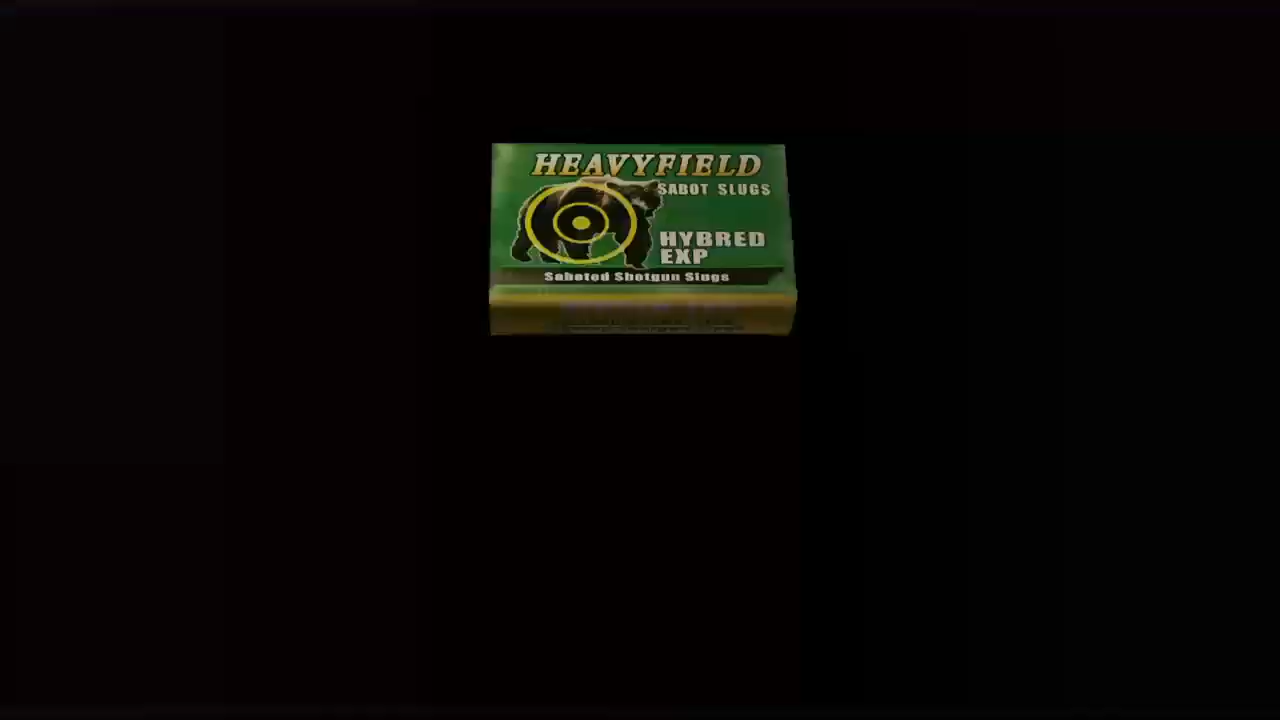 HEAVYFIELD
SABOT SLUGS
HYBRED
EXP
Saboted Shotgun Slugs